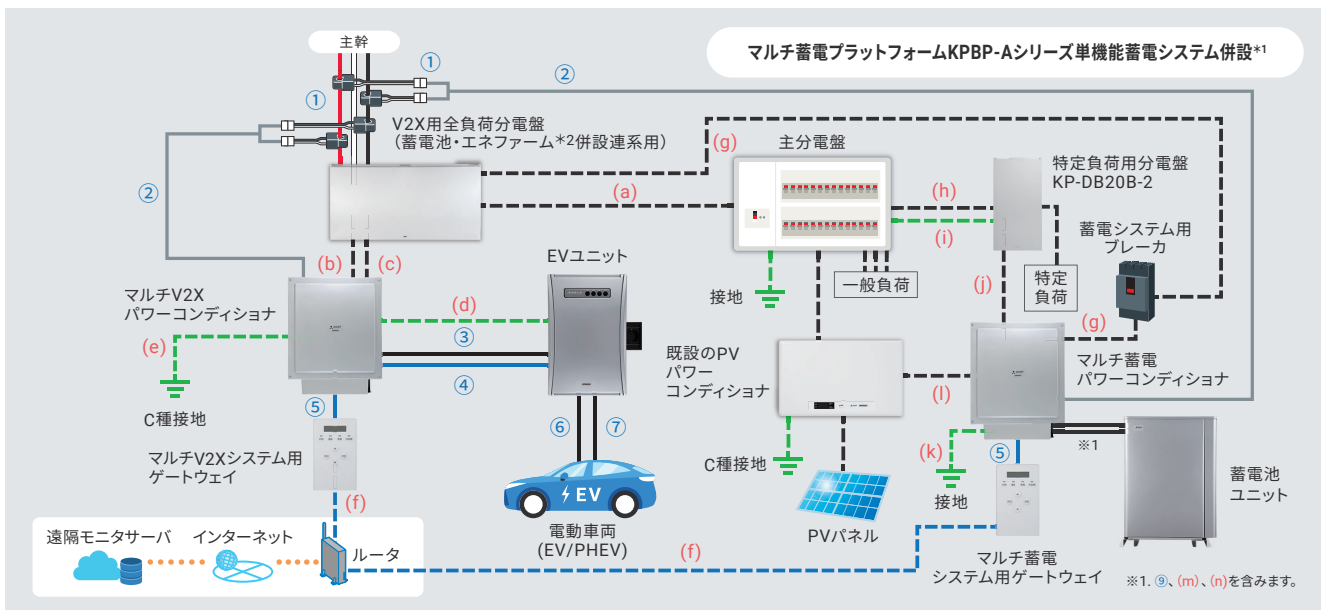 マルチ蓄電プラットフォームKPBP-Aシリーズ単機能蓄電システム併設*1
主幹
①
②
①
V2X用全負荷分電盤
(蓄電池・エネファーム*2併設連系用)
(g)
主分電盤
特定負荷用分電盤
KP-DB20B-2
②
(a)
(h)
(i)
蓄電システム用
ブレーカ
(b)
(c)
EVユニット
接地
一般負荷
(j)
特定
負荷
マルチV2X
パワーコンディショナ
(d)
(g)
(e)
③
④
既設のPV
パワー
コンディショナ
マルチ蓄電
パワーコンディショナ
(l)
C種接地
⑤
⑥
⑦
C種接地
(k)
⑤
※1
接地
マルチV2Xシステム用
ゲートウェイ
EV
蓄電池
ユニット
(f)
電動車両
(EV/PHEV)
PVパネル
遠隔モニタサーバ
インターネット
ルータ
(f)
マルチ蓄電
システム用ゲートウェイ
※1. ⑨、(m)、(n)を含みます。